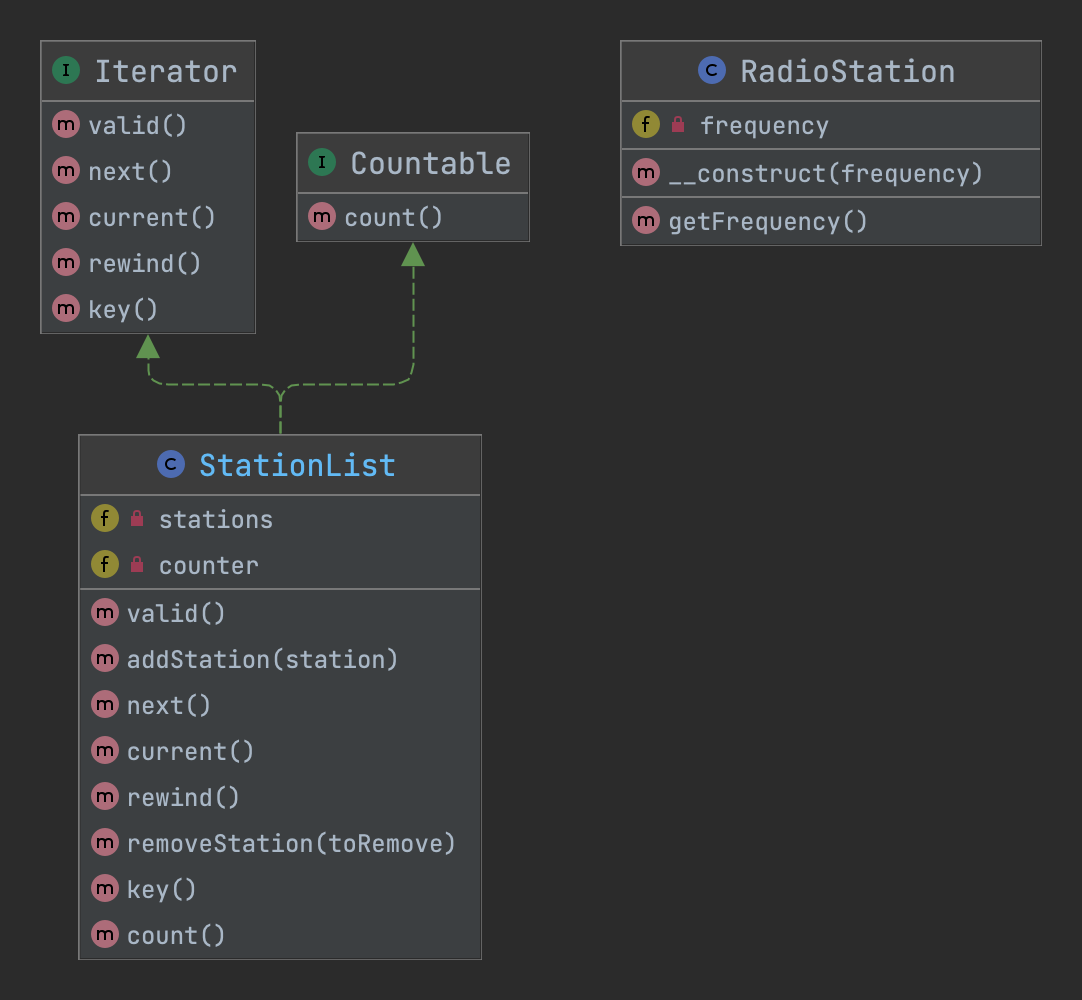 I Iterator
m valid()
m next()
m current()
m rewind()
m key()
I Countable
m count()
C RadioStation
f frequency
m __construct(frequency)
m getFrequency()
C StationList
f stations
f counter
m valid()
m addStation(station)
m next()
m current()
m rewind()
m removeStation(toRemove)
m key()
m count()